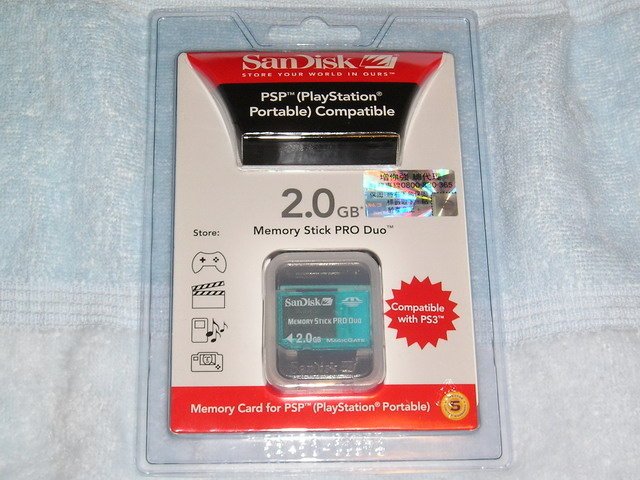 SanDisk
STORE YOUR WORLD IN OURS™
PSP™ (PlayStation®
Portable) Compatible
2.0GB*
Memory Stick PRO Duo™
Store:
SanDisk
MEMORY STICK PRO DUO
2.0GB MAGICGATE
Compatible
with PS3™
Memory Card for PSP™ (PlayStation® Portable)
S